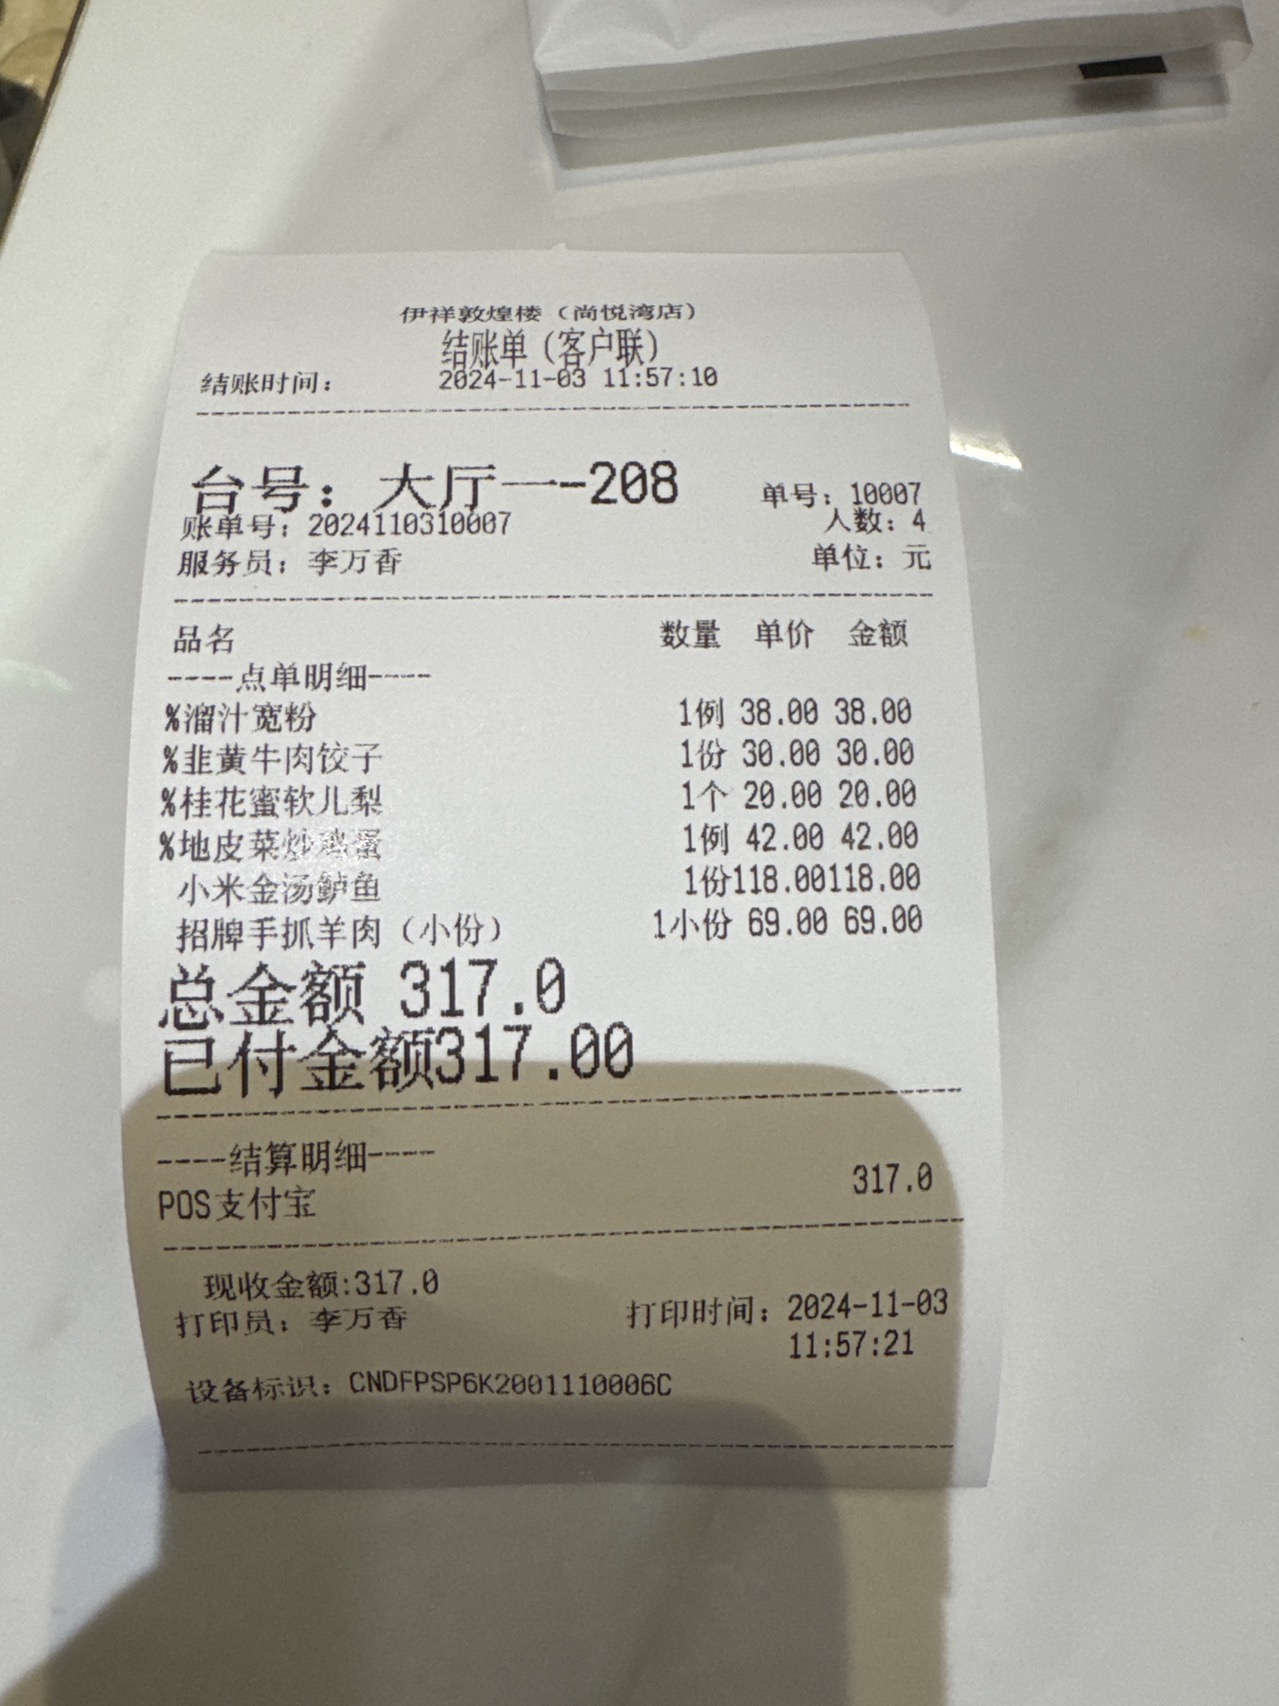 伊祥敦煌楼（尚悦湾店）
结账单（客户联）
结账时间： 2024-11-03 11:57:10
台号：大厅一-208 单号：10007
账单号：2024110310007 人数：4
服务员：李万香 单位：元
品名 数量 单价 金额
----点单明细----
%溜汁宽粉 1例 38.00 38.00
%韭黄牛肉饺子 1份 30.00 30.00
%桂花蜜软儿梨 1个 20.00 20.00
%地皮菜炒鸡蛋 1例 42.00 42.00
小米金汤鲈鱼 1份118.00118.00
招牌手抓羊肉（小份） 1小份 69.00 69.00
总金额 317.0
已付金额317.00
----结算明细----
POS支付宝 317.0
现收金额:317.0
打印员：李万香 打印时间：2024-11-03
11:57:21
设备标识：CNDFPSP6K2001110006C